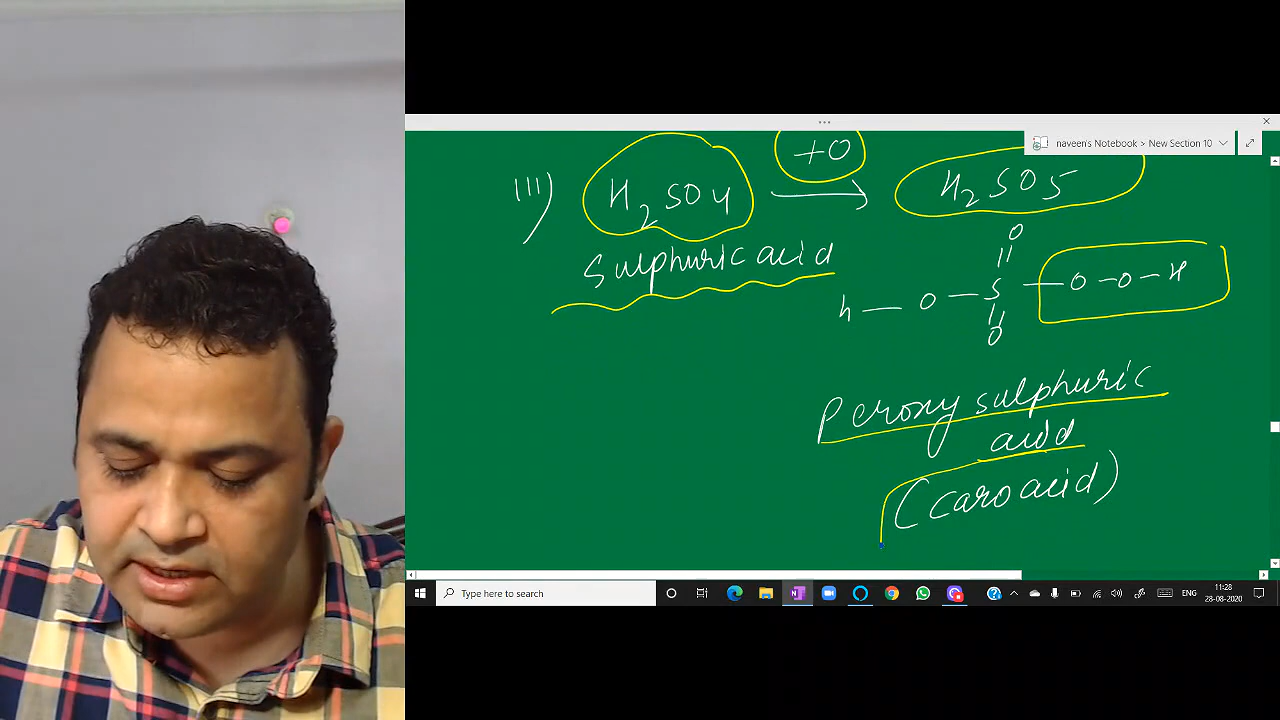 naveen's Notebook > New Section 10
+O
III) H2SO4 → H2SO5
Sulphuric acid
O
h — O — S — O — O — H
O
Peroxy sulphuric
acid
(caro acid)
Type here to search
ENG
11:28
28-08-2020